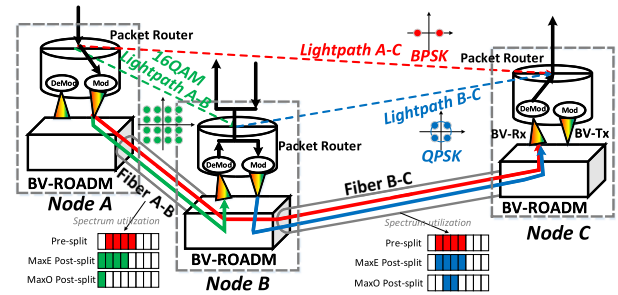 Packet Router
DeMod
Mod
BV-ROADM
Node A
16QAM
Lightpath A-B
Lightpath A-C
BPSK
Lightpath B-C
QPSK
Packet Router
DeMod
Mod
BV-ROADM
Node B
Packet Router
DeMod
Mod
BV-Rx
BV-Tx
BV-ROADM
Node C
Fiber A-B
Fiber B-C
Spectrum utilization
Pre-split
MaxE Post-split
MaxO Post-split
Spectrum utilization
Pre-split
MaxE Post-split
MaxO Post-split